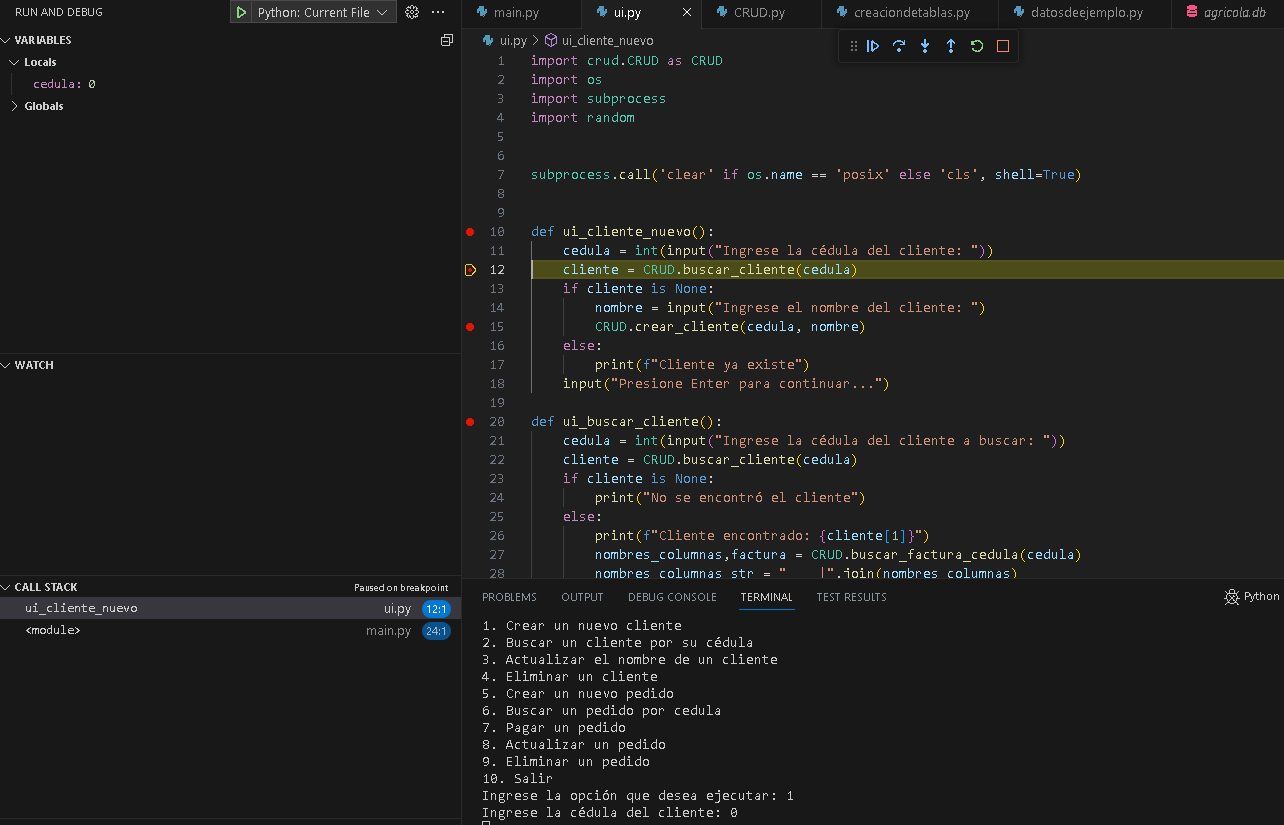 RUN AND DEBUG
Python: Current File
VARIABLES
Locals
cedula: 0
Globals
WATCH
CALL STACK
Paused on breakpoint
ui_cliente_nuevo ui.py 12:1
<module> main.py 24:1
main.py ui.py CRUD.py creaciondetablas.py datosdeejemplo.py agricola.db
ui.py > ui_cliente_nuevo
1 import crud.CRUD as CRUD
2 import os
3 import subprocess
4 import random
5
6
7 subprocess.call('clear' if os.name == 'posix' else 'cls', shell=True)
8
9
10 def ui_cliente_nuevo():
11 cedula = int(input("Ingrese la cédula del cliente: "))
12 cliente = CRUD.buscar_cliente(cedula)
13 if cliente is None:
14 nombre = input("Ingrese el nombre del cliente: ")
15 CRUD.crear_cliente(cedula, nombre)
16 else:
17 print(f"Cliente ya existe")
18 input("Presione Enter para continuar...")
19
20 def ui_buscar_cliente():
21 cedula = int(input("Ingrese la cédula del cliente a buscar: "))
22 cliente = CRUD.buscar_cliente(cedula)
23 if cliente is None:
24 print("No se encontró el cliente")
25 else:
26 print(f"Cliente encontrado: {cliente[1]}")
27 nombres_columnas,factura = CRUD.buscar_factura_cedula(cedula)
28 nombres_columnas_str = "    |".join(nombres_columnas)
PROBLEMS OUTPUT DEBUG CONSOLE TERMINAL TEST RESULTS
Python
1. Crear un nuevo cliente
2. Buscar un cliente por su cédula
3. Actualizar el nombre de un cliente
4. Eliminar un cliente
5. Crear un nuevo pedido
6. Buscar un pedido por cedula
7. Pagar un pedido
8. Actualizar un pedido
9. Eliminar un pedido
10. Salir
Ingrese la opción que desea ejecutar: 1
Ingrese la cédula del cliente: 0